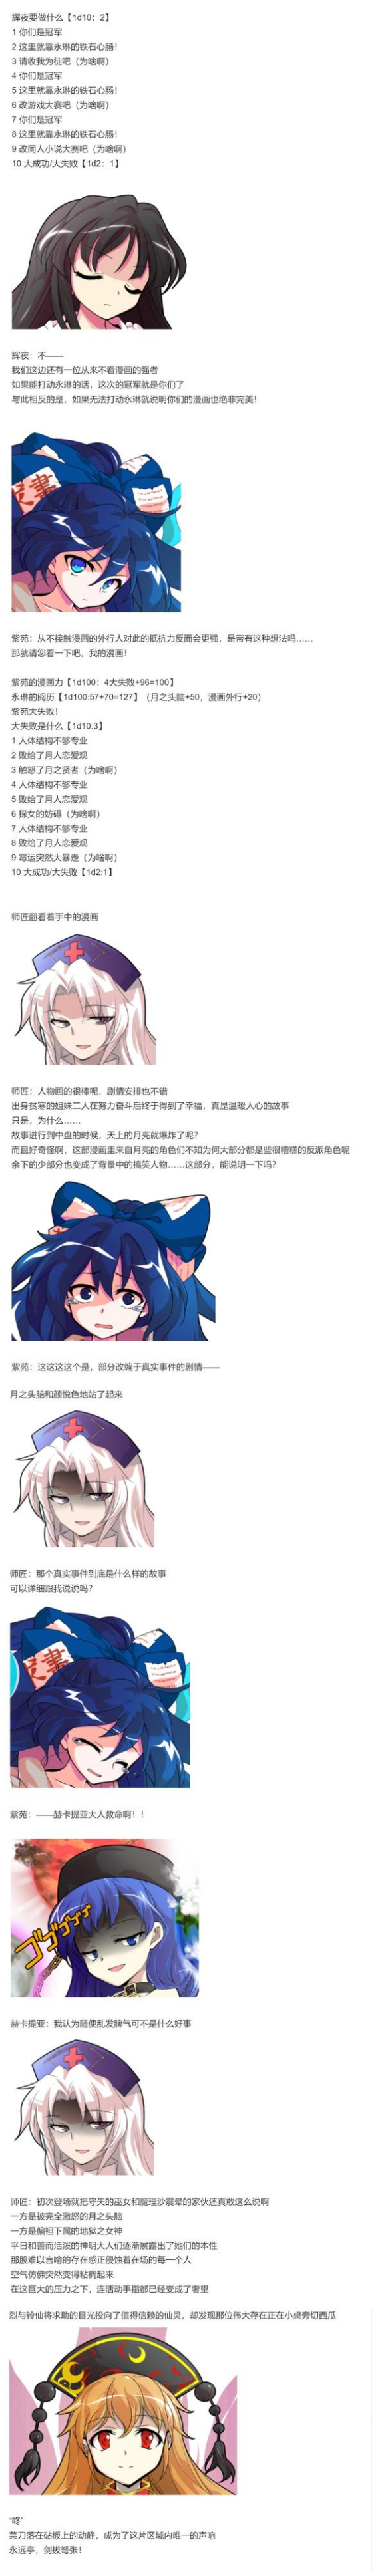 辉夜要做什么【1d10：2】
1 你们是冠军
2 这里就靠永琳的铁石心肠！
3 请收我为徒吧（为啥啊）
4 你们是冠军
5 这里就靠永琳的铁石心肠！
6 改游戏大赛吧（为啥啊）
7 你们是冠军
8 这里就靠永琳的铁石心肠！
9 改同人小说大赛吧（为啥啊）
10 大成功/大失败【1d2：1】
辉夜：不——
我们这边还有一位从来不看漫画的强者
如果能打动永琳的话，这次的冠军就是你们了
与此相反的是，如果无法打动永琳就说明你们的漫画也绝非完美！
紫苑：从不接触漫画的外行人对此的抵抗力反而会更强，是带有这种想法吗……
那就请您看一下吧，我的漫画！
紫苑的漫画力【1d100：4大失败+96=100】
永琳的阅历【1d100:57+70=127】（月之头脑+50，漫画外行+20）
紫苑大失败！
大失败是什么【1d10:3】
1 人体结构不够专业
2 败给了月人恋爱观
3 触怒了月之贤者（为啥啊）
4 人体结构不够专业
5 败给了月人恋爱观
6 探女的妨碍（为啥啊）
7 人体结构不够专业
8 败给了月人恋爱观
9 霉运突然大暴走（为啥啊）
10 大成功/大失败【1d2:1】
师匠翻看着手中的漫画
师匠：人物画的很棒呢，剧情安排也不错
出身贫寒的姐妹二人在努力奋斗后终于得到了幸福，真是温暖人心的故事
只是，为什么……
故事进行到中盘的时候，天上的月亮就爆炸了呢？
而且好奇怪啊，这部漫画里来自月亮的角色们不知为何大部分都是些很糟糕的反派角色呢
余下的少部分也变成了背景中的搞笑人物……这部分，能说明一下吗？
紫苑：这这这这个是，部分改编于真实事件的剧情——
月之头脑和颜悦色地站了起来
师匠：那个真实事件到底是什么样的故事
可以详细跟我说说吗？
紫苑：——赫卡提亚大人救命啊！！
ゴゴゴゴゴ
赫卡提亚：我认为随便乱发脾气可不是什么好事
师匠：初次登场就把守矢的巫女和魔理沙震晕的家伙还真敢这么说啊
一方是被完全激怒的月之头脑
一方是偏袒下属的地狱之女神
平日和善而活泼的神明大人们逐渐展露出了她们的本性
那股难以言喻的存在感正侵蚀着在场的每一个人
空气仿佛突然变得粘稠起来
在这巨大的压力之下，连活动手指都已经变成了奢望
烈与铃仙将求助的目光投向了值得信赖的仙灵，却发现那位伟大存在正在小桌旁切西瓜
“咚”
菜刀落在砧板上的动静，成为了这片区域内唯一的声响
永远亭，剑拔弩张！